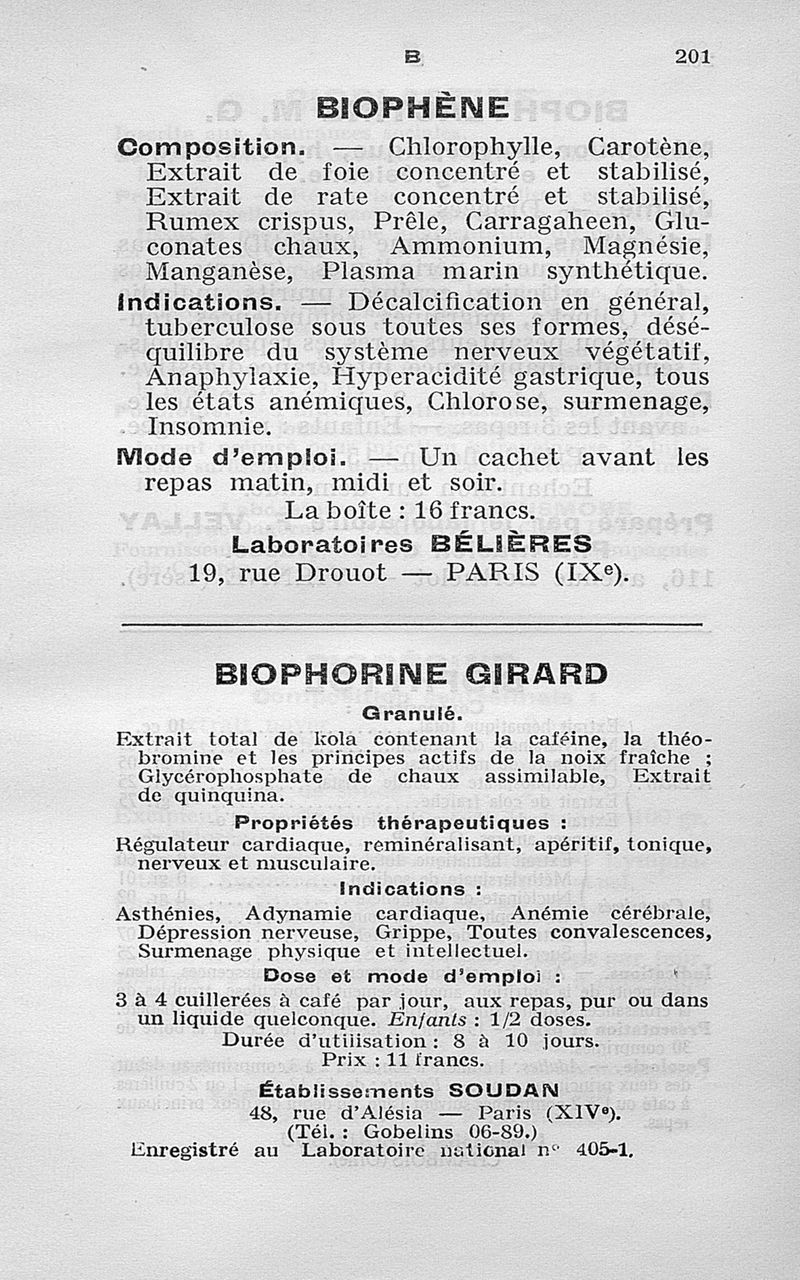 B
201
BIOPHÈNE
Composition. — Chlorophylle, Carotène,
Extrait de foie concentré et stabilisé,
Extrait de rate concentré et stabilisé,
Rumex crispus, Prêle, Carragaheen, Glu-
conates chaux, Ammonium, Magnésie,
Manganèse, Plasma marin synthétique.
Indications. — Décalcification en général,
tuberculose sous toutes ses formes, désé-
quilibre du système nerveux végétatif,
Anaphylaxie, Hyperacidité gastrique, tous
les états anémiques, Chlorose, surmenage,
Insomnie.
Mode d'emploi. — Un cachet avant les
repas matin, midi et soir.
La boîte : 16 francs.
Laboratoires BÉLIÈRES
19, rue Drouot — PARIS (IXe).
BIOPHORINE GIRARD
Granulé.
Extrait total de kola contenant la caféine, la théo-
bromine et les principes actifs de la noix fraîche ;
Glycérophosphate de chaux assimilable, Extrait
de quinquina.
Propriétés thérapeutiques :
Régulateur cardiaque, reminéralisant, apéritif, tonique,
nerveux et musculaire.
Indications :
Asthénies, Adynamie cardiaque, Anémie cérébrale,
Dépression nerveuse, Grippe, Toutes convalescences,
Surmenage physique et intellectuel.
Dose et mode d'emploi :
3 à 4 cuillerées à café par jour, aux repas, pur ou dans
un liquide quelconque. Enfants : 1/2 doses.
Durée d'utilisation : 8 à 10 jours.
Prix : 11 francs.
Établissements SOUDAN
48, rue d'Alésia — Paris (XIVe).
(Tél. : Gobelins 06-89.)
Enregistré au Laboratoire national n° 405-1.